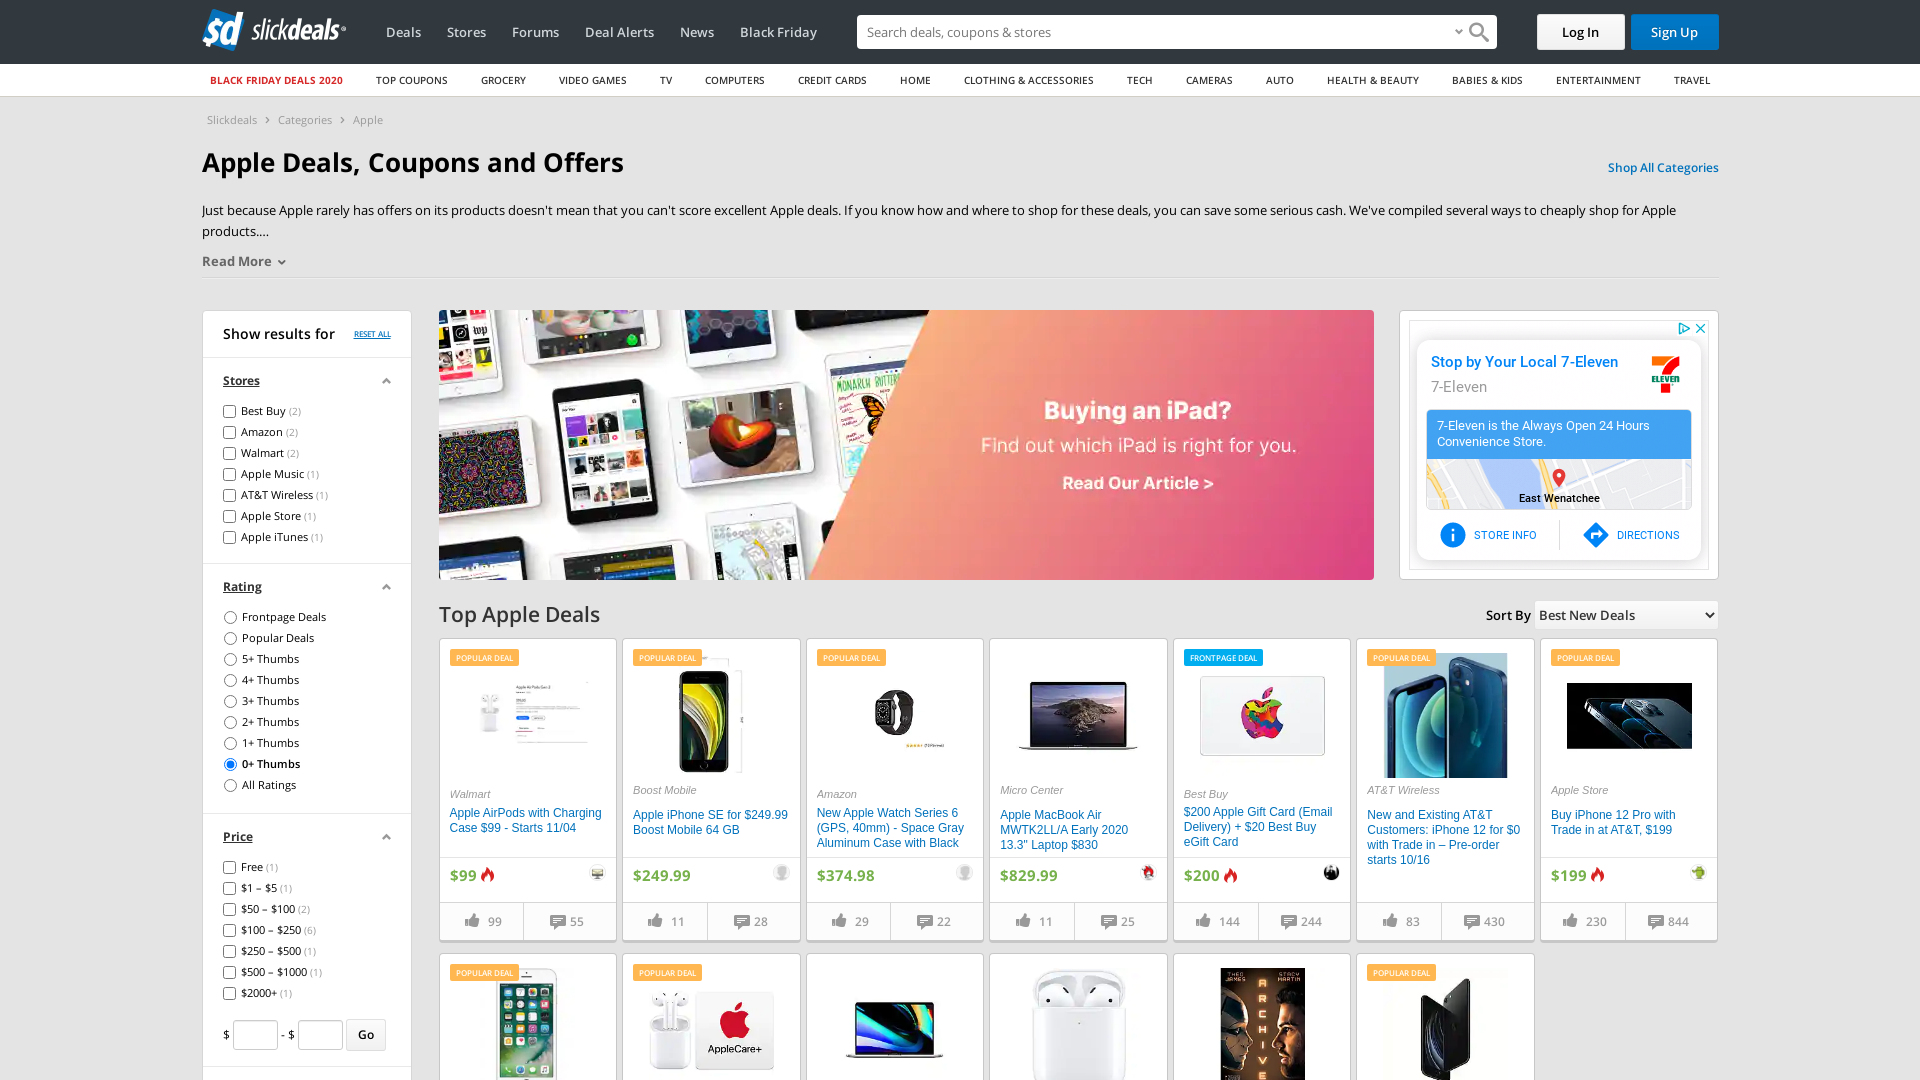 sd slickdeals
Deals
Stores
Forums
Deal Alerts
News
Black Friday
Search deals, coupons & stores
Log In
Sign Up
BLACK FRIDAY DEALS 2020
TOP COUPONS
GROCERY
VIDEO GAMES
TV
COMPUTERS
CREDIT CARDS
HOME
CLOTHING & ACCESSORIES
TECH
CAMERAS
AUTO
HEALTH & BEAUTY
BABIES & KIDS
ENTERTAINMENT
TRAVEL
Slickdeals > Categories > Apple
Apple Deals, Coupons and Offers
Shop All Categories
Just because Apple rarely has offers on its products doesn't mean that you can't score excellent Apple deals. If you know how and where to shop for these deals, you can save some serious cash. We've compiled several ways to cheaply shop for Apple
products.…
Read More
Show results for
RESET ALL
Stores
Best Buy (2)
Amazon (2)
Walmart (2)
Apple Music (1)
AT&T Wireless (1)
Apple Store (1)
Apple iTunes (1)
Rating
Frontpage Deals
Popular Deals
5+ Thumbs
4+ Thumbs
3+ Thumbs
2+ Thumbs
1+ Thumbs
0+ Thumbs
All Ratings
Price
Free (1)
$1 – $5 (1)
$50 – $100 (2)
$100 – $250 (6)
$250 – $500 (1)
$500 – $1000 (1)
$2000+ (1)
$ - $ Go
MONARCH BUTTER
Buying an iPad?
Find out which iPad is right for you.
Read Our Article >
Stop by Your Local 7-Eleven
7-Eleven
7 ELEVEN
7-Eleven is the Always Open 24 Hours
Convenience Store.
East Wenatchee
STORE INFO
DIRECTIONS
Top Apple Deals
Sort By Best New Deals
POPULAR DEAL
Walmart
Apple AirPods with Charging
Case $99 - Starts 11/04
$99
99
55
POPULAR DEAL
Boost Mobile
Apple iPhone SE for $249.99
Boost Mobile 64 GB
$249.99
11
28
POPULAR DEAL
Amazon
New Apple Watch Series 6
(GPS, 40mm) - Space Gray
Aluminum Case with Black
$374.98
29
22
Micro Center
Apple MacBook Air
MWTK2LL/A Early 2020
13.3" Laptop $830
$829.99
11
25
FRONTPAGE DEAL
Best Buy
$200 Apple Gift Card (Email
Delivery) + $20 Best Buy
eGift Card
$200
144
244
POPULAR DEAL
AT&T Wireless
New and Existing AT&T
Customers: iPhone 12 for $0
with Trade in – Pre-order
starts 10/16
83
430
POPULAR DEAL
Apple Store
Buy iPhone 12 Pro with
Trade in at AT&T, $199
$199
230
844
POPULAR DEAL
POPULAR DEAL
AppleCare+
THEO JAMES
STACY MARTIN
ARCHIVE
POPULAR DEAL